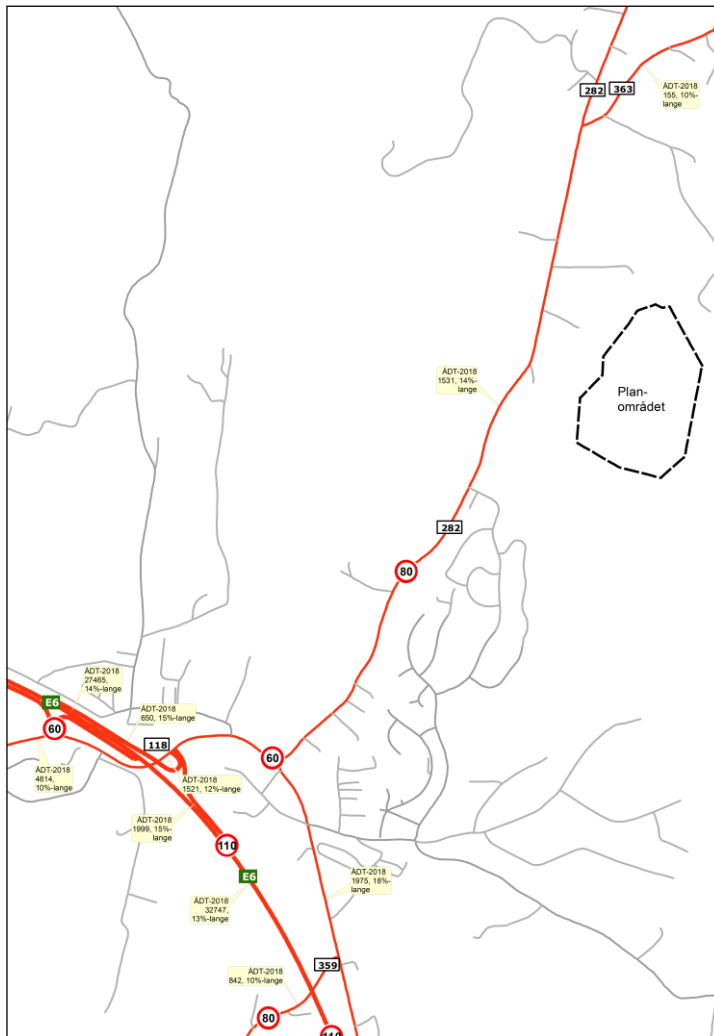 282
363
ÅDT-2018
155, 10%-
lange
ÅDT-2018
1531, 14%-
lange
Plan-
området
282
80
ÅDT-2018
27465,
14%-lange
E6
ÅDT-2018
650, 15%-lange
60
118
60
ÅDT-2018
4814,
10%-lange
ÅDT-2018
1521, 12%-lange
ÅDT-2018
1999, 15%-
lange
110
ÅDT-2018
1975, 18%-
lange
E6
ÅDT-2018
32747,
13%-lange
359
ÅDT-2018
842, 10%-lange
80
110